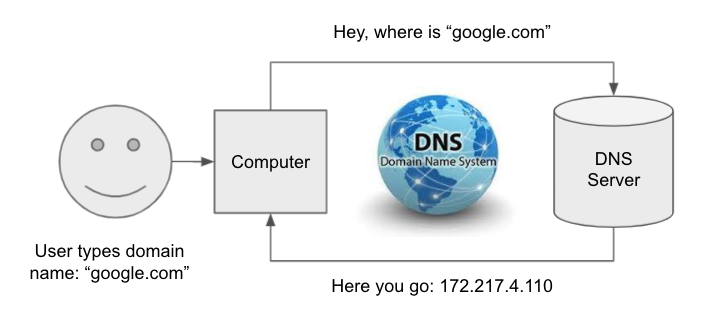 Hey, where is “google.com”
Computer
DNS
Domain Name System
DNS
Server
User types domain
name: “google.com”
Here you go: 172.217.4.110